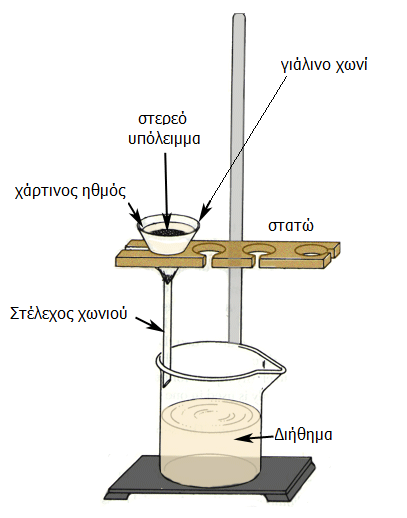 γιάλινο χωνί
στερεό
υπόλειμμα
χάρτινος ηθμός
στατώ
Στέλεχος χωνιού
Διήθημα